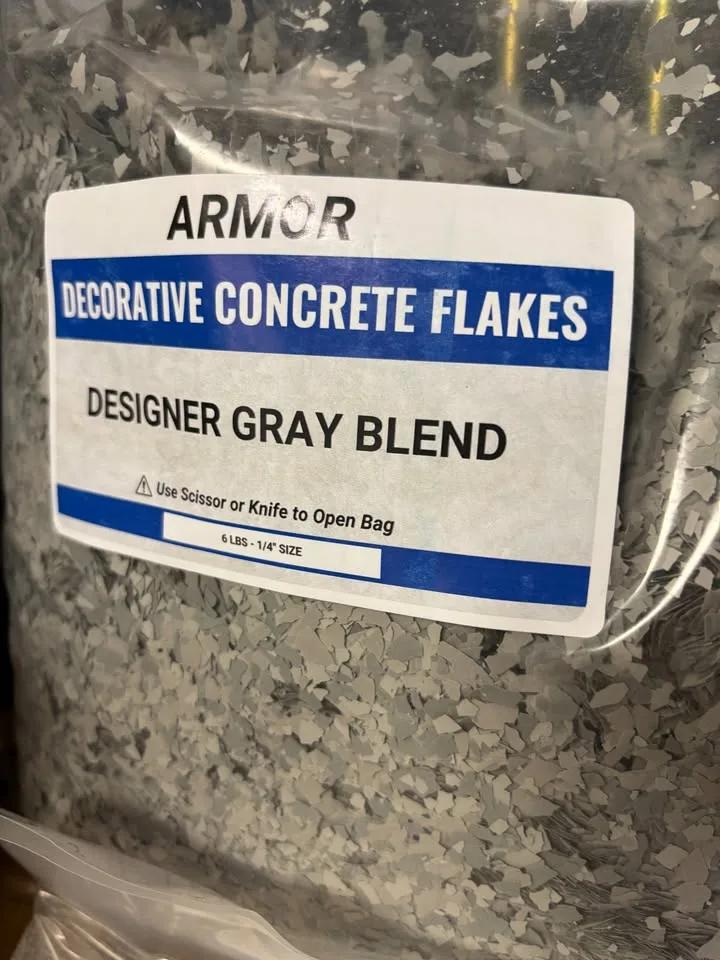 ARMOR
DECORATIVE CONCRETE FLAKES
DESIGNER GRAY BLEND
⚠ Use Scissor or Knife to Open Bag
6 LBS - 1/4" SIZE